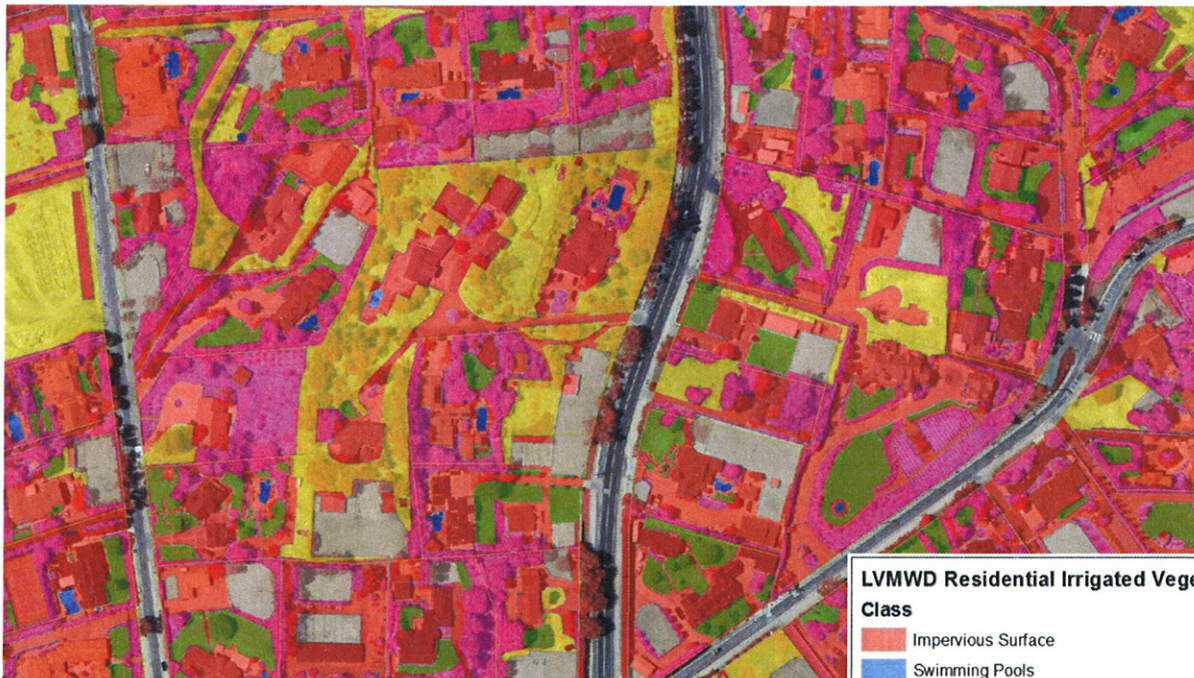 LVMWD Residential Irrigated Vege
Class
Impervious Surface
Swimming Pools